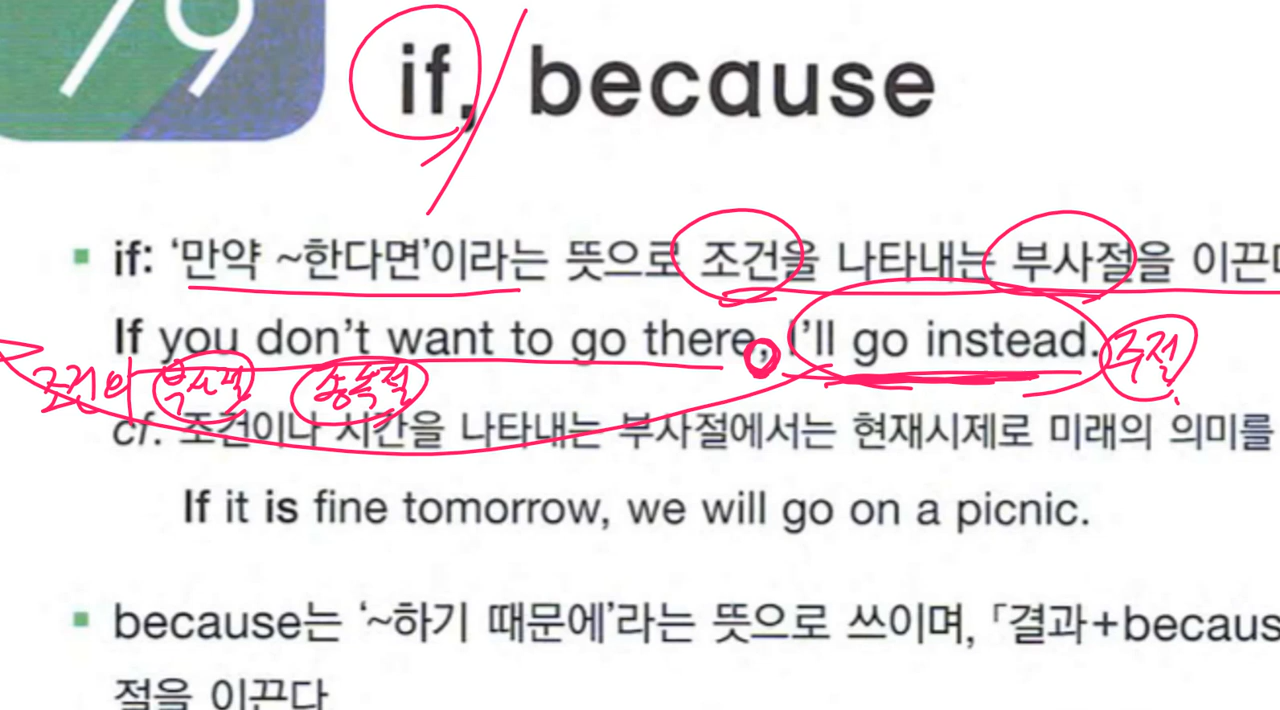 79
if, because
if: ‘만약 ~한다면’이라는 뜻으로 조건을 나타내는 부사절을 이끈다
If you don’t want to go there, I’ll go instead. 주절
조건의 부사절 종속절
cf. 조건이나 시간을 나타내는 부사절에서는 현재시제로 미래의 의미를
If it is fine tomorrow, we will go on a picnic.
because는 ‘~하기 때문에’라는 뜻으로 쓰이며, 「결과+becaus
절을 이끈다